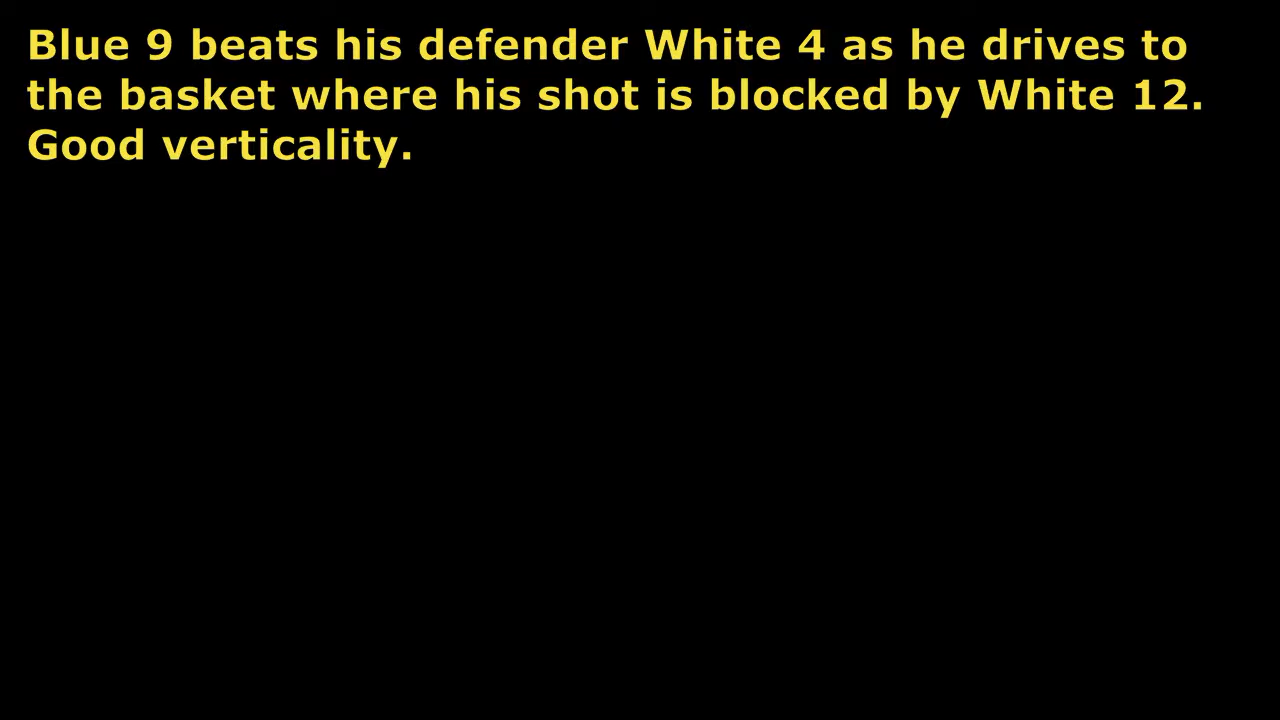 Blue 9 beats his defender White 4 as he drives to
the basket where his shot is blocked by White 12.
Good verticality.